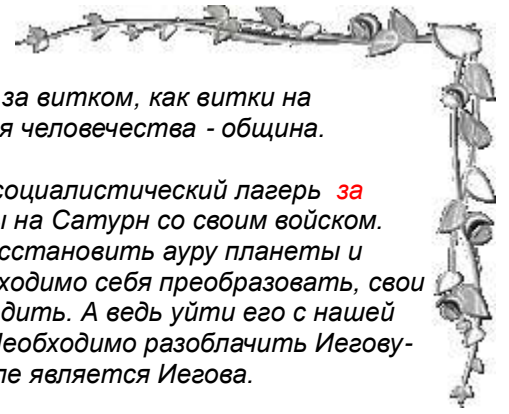 за витком, как витки на
я человечества - община.
социалистический лагерь за
ы на Сатурн со своим войском.
сстановить ауру планеты и
ходимо себя преобразовать, свои
дить. А ведь уйти его с нашей
Необходимо разоблачить Иегову-
ле является Иегова.